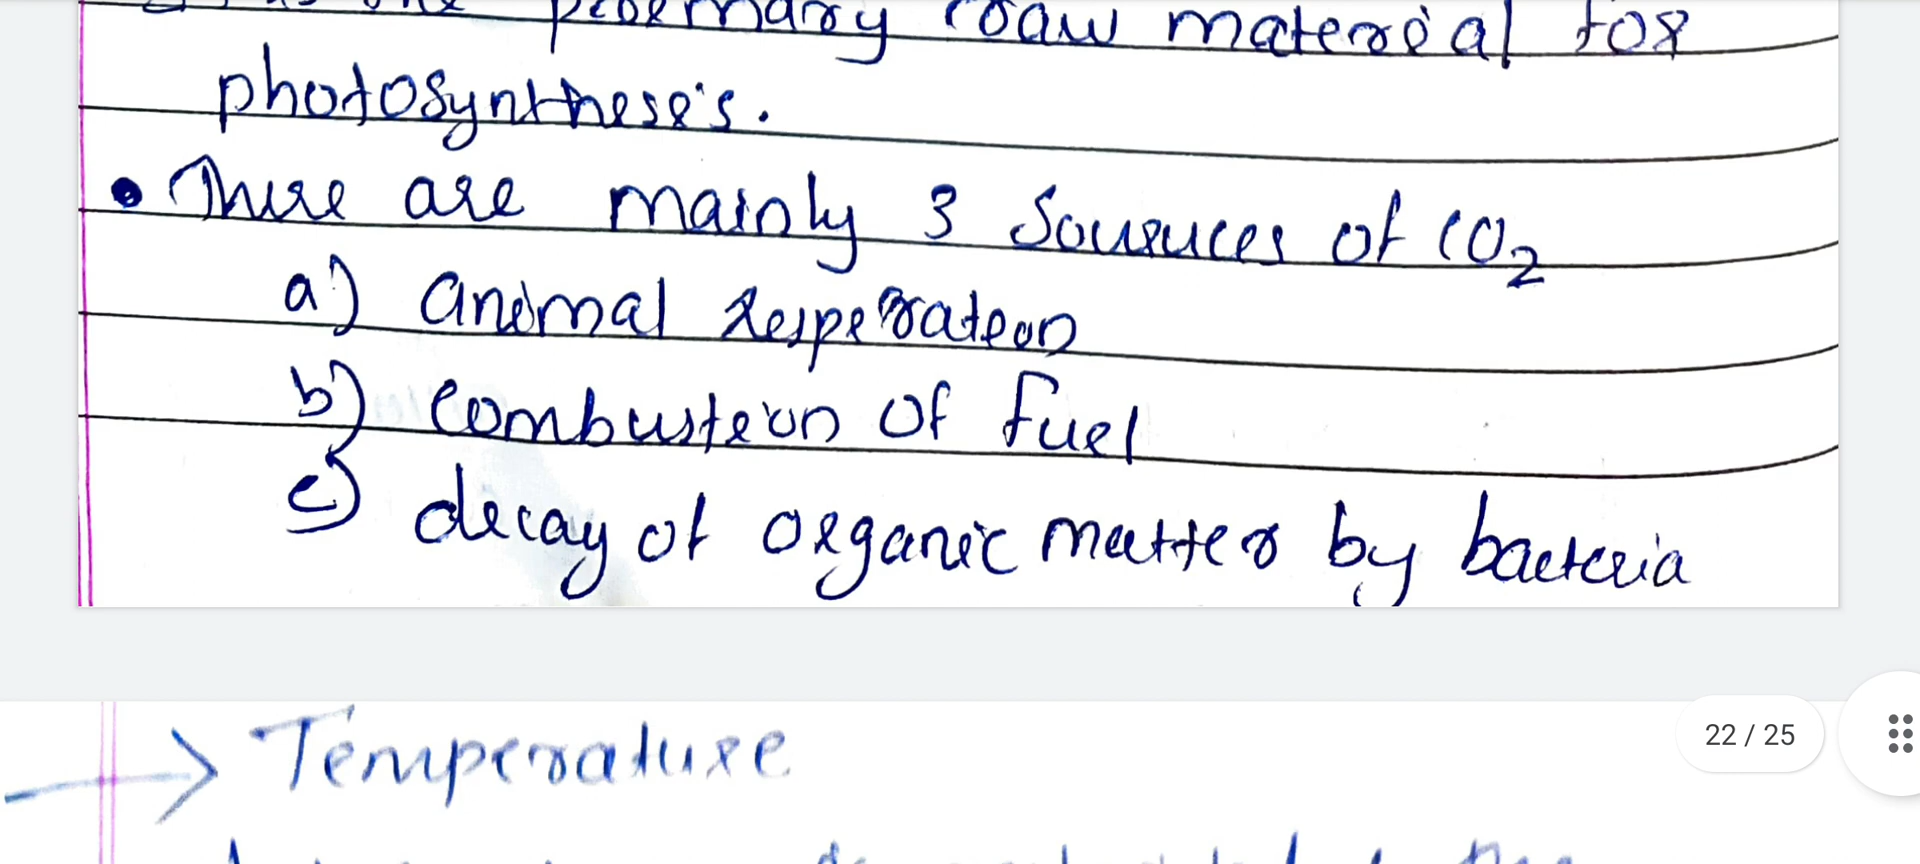 the primary raw material for
photosynthesis.
• There are mainly 3 Sources of CO2
a) animal respiration
b) combustion of fuel
c) decay of organic matter by bacteria
22 / 25
→ Temperature